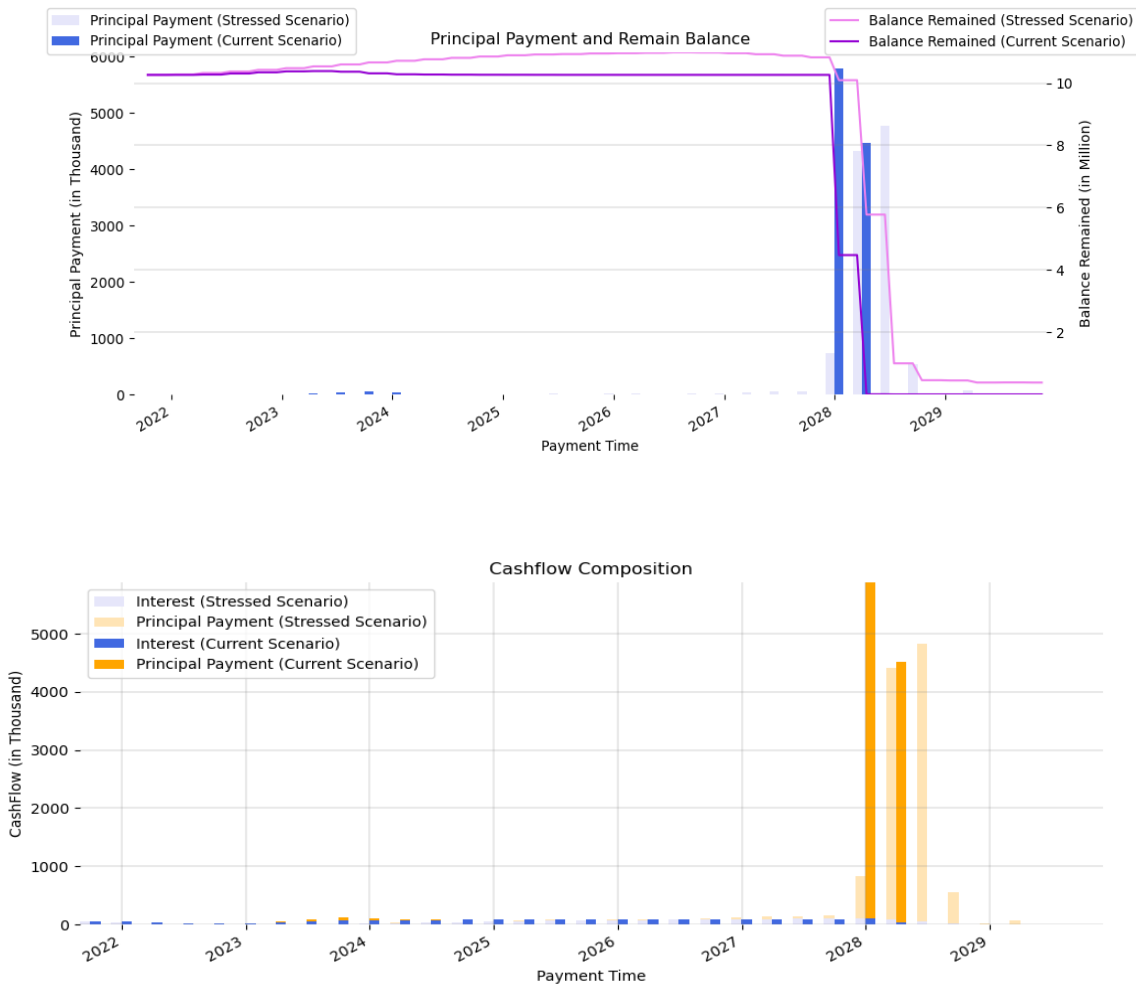 Principal Payment (Stressed Scenario)
Principal Payment (Current Scenario)
Principal Payment and Remain Balance
Balance Remained (Stressed Scenario)
Balance Remained (Current Scenario)
6000
5000
4000
3000
2000
1000
0
Principal Payment (in Thousand)
10
8
6
4
2
Balance Remained (in Million)
2022
2023
2024
2025
2026
2027
2028
2029
Payment Time
Cashflow Composition
Interest (Stressed Scenario)
Principal Payment (Stressed Scenario)
Interest (Current Scenario)
Principal Payment (Current Scenario)
5000
4000
3000
2000
1000
0
CashFlow (in Thousand)
2022
2023
2024
2025
2026
2027
2028
2029
Payment Time